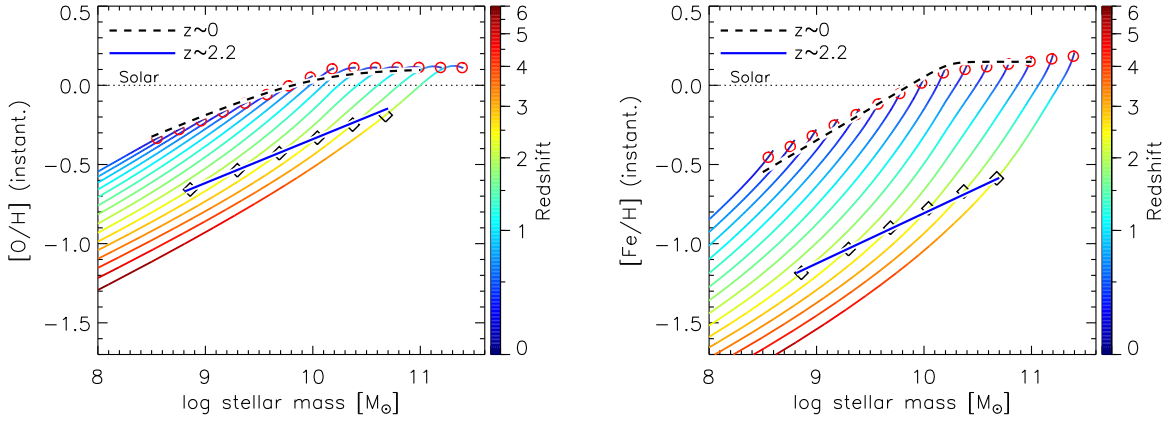 z~0
z~2.2
Solar
0.5
0.0
−0.5
−1.0
−1.5
[O/H] (instant.)
8
9
10
11
log stellar mass [M⊙]
6
5
4
3
2
1
0
Redshift
z~0
z~2.2
Solar
0.5
0.0
−0.5
−1.0
−1.5
[Fe/H] (instant.)
8
9
10
11
log stellar mass [M⊙]
6
5
4
3
2
1
0
Redshift